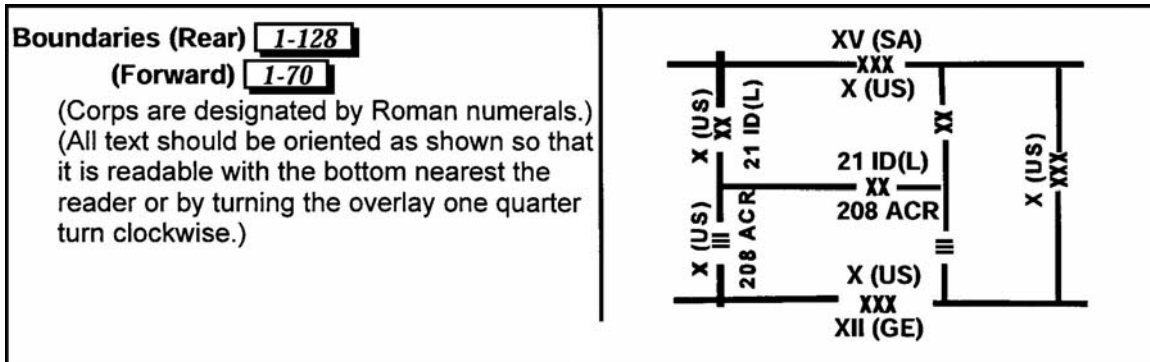 Boundaries (Rear) 1-128
(Forward) 1-70
(Corps are designated by Roman numerals.)
(All text should be oriented as shown so that
it is readable with the bottom nearest the
reader or by turning the overlay one quarter
turn clockwise.)
XV (SA)
XXX
X (US)
X (US)
XX
21 ID(L)
XX
X (US)
XXX
21 ID(L)
XX
208 ACR
X (US)
III
208 ACR
III
X (US)
XXX
XII (GE)